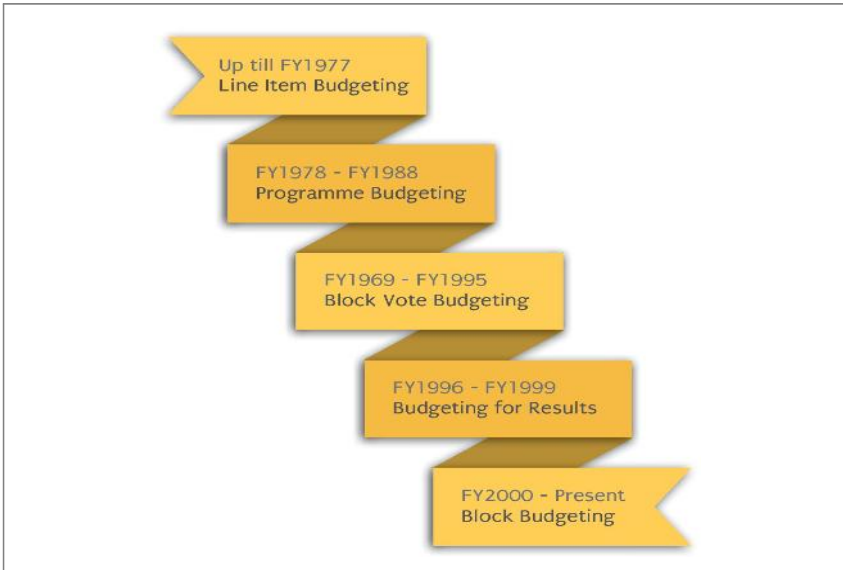 Up till FY1977
Line Item Budgeting
FY1978 - FY1988
Programme Budgeting
FY1969 - FY1995
Block Vote Budgeting
FY1996 - FY1999
Budgeting for Results
FY2000 - Present
Block Budgeting